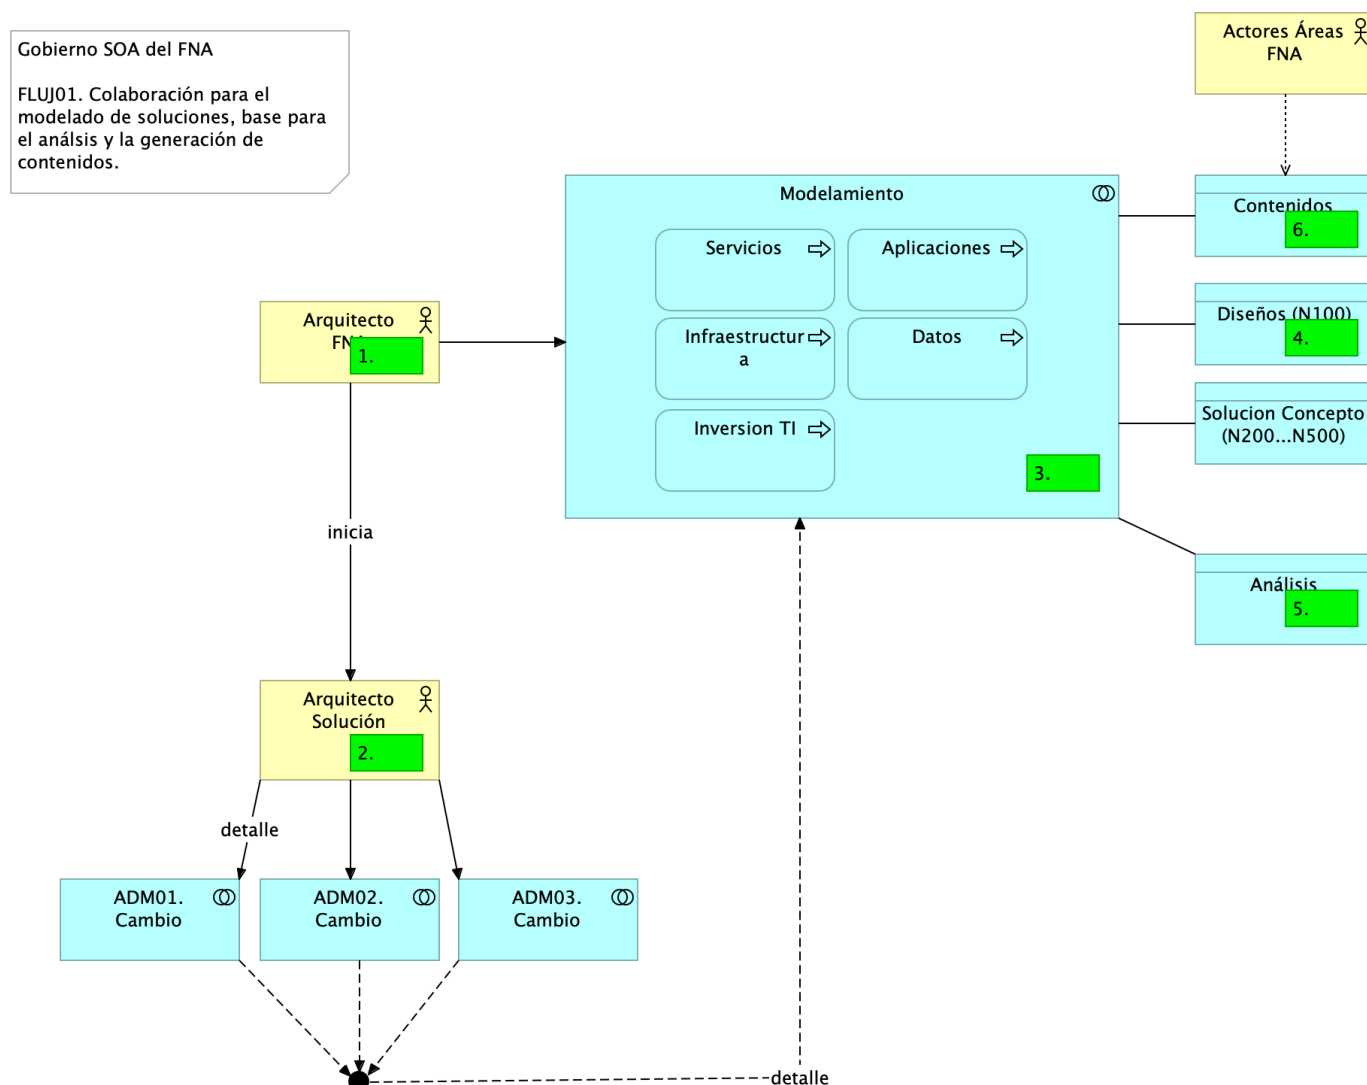 Gobierno SOA del FNA
FLUJ01. Colaboración para el
modelado de soluciones, base para
el análsis y la generación de
contenidos.
Actores Áreas
FNA
Modelamiento
Servicios
Aplicaciones
Infraestructur
a
Datos
Inversion TI
3.
Contenidos
6.
Diseños (N100)
4.
Solucion Concepto
(N200...N500)
Análisis
5.
Arquitecto
FNA
1.
inicia
Arquitecto
Solución
2.
detalle
ADM01.
Cambio
ADM02.
Cambio
ADM03.
Cambio
detalle